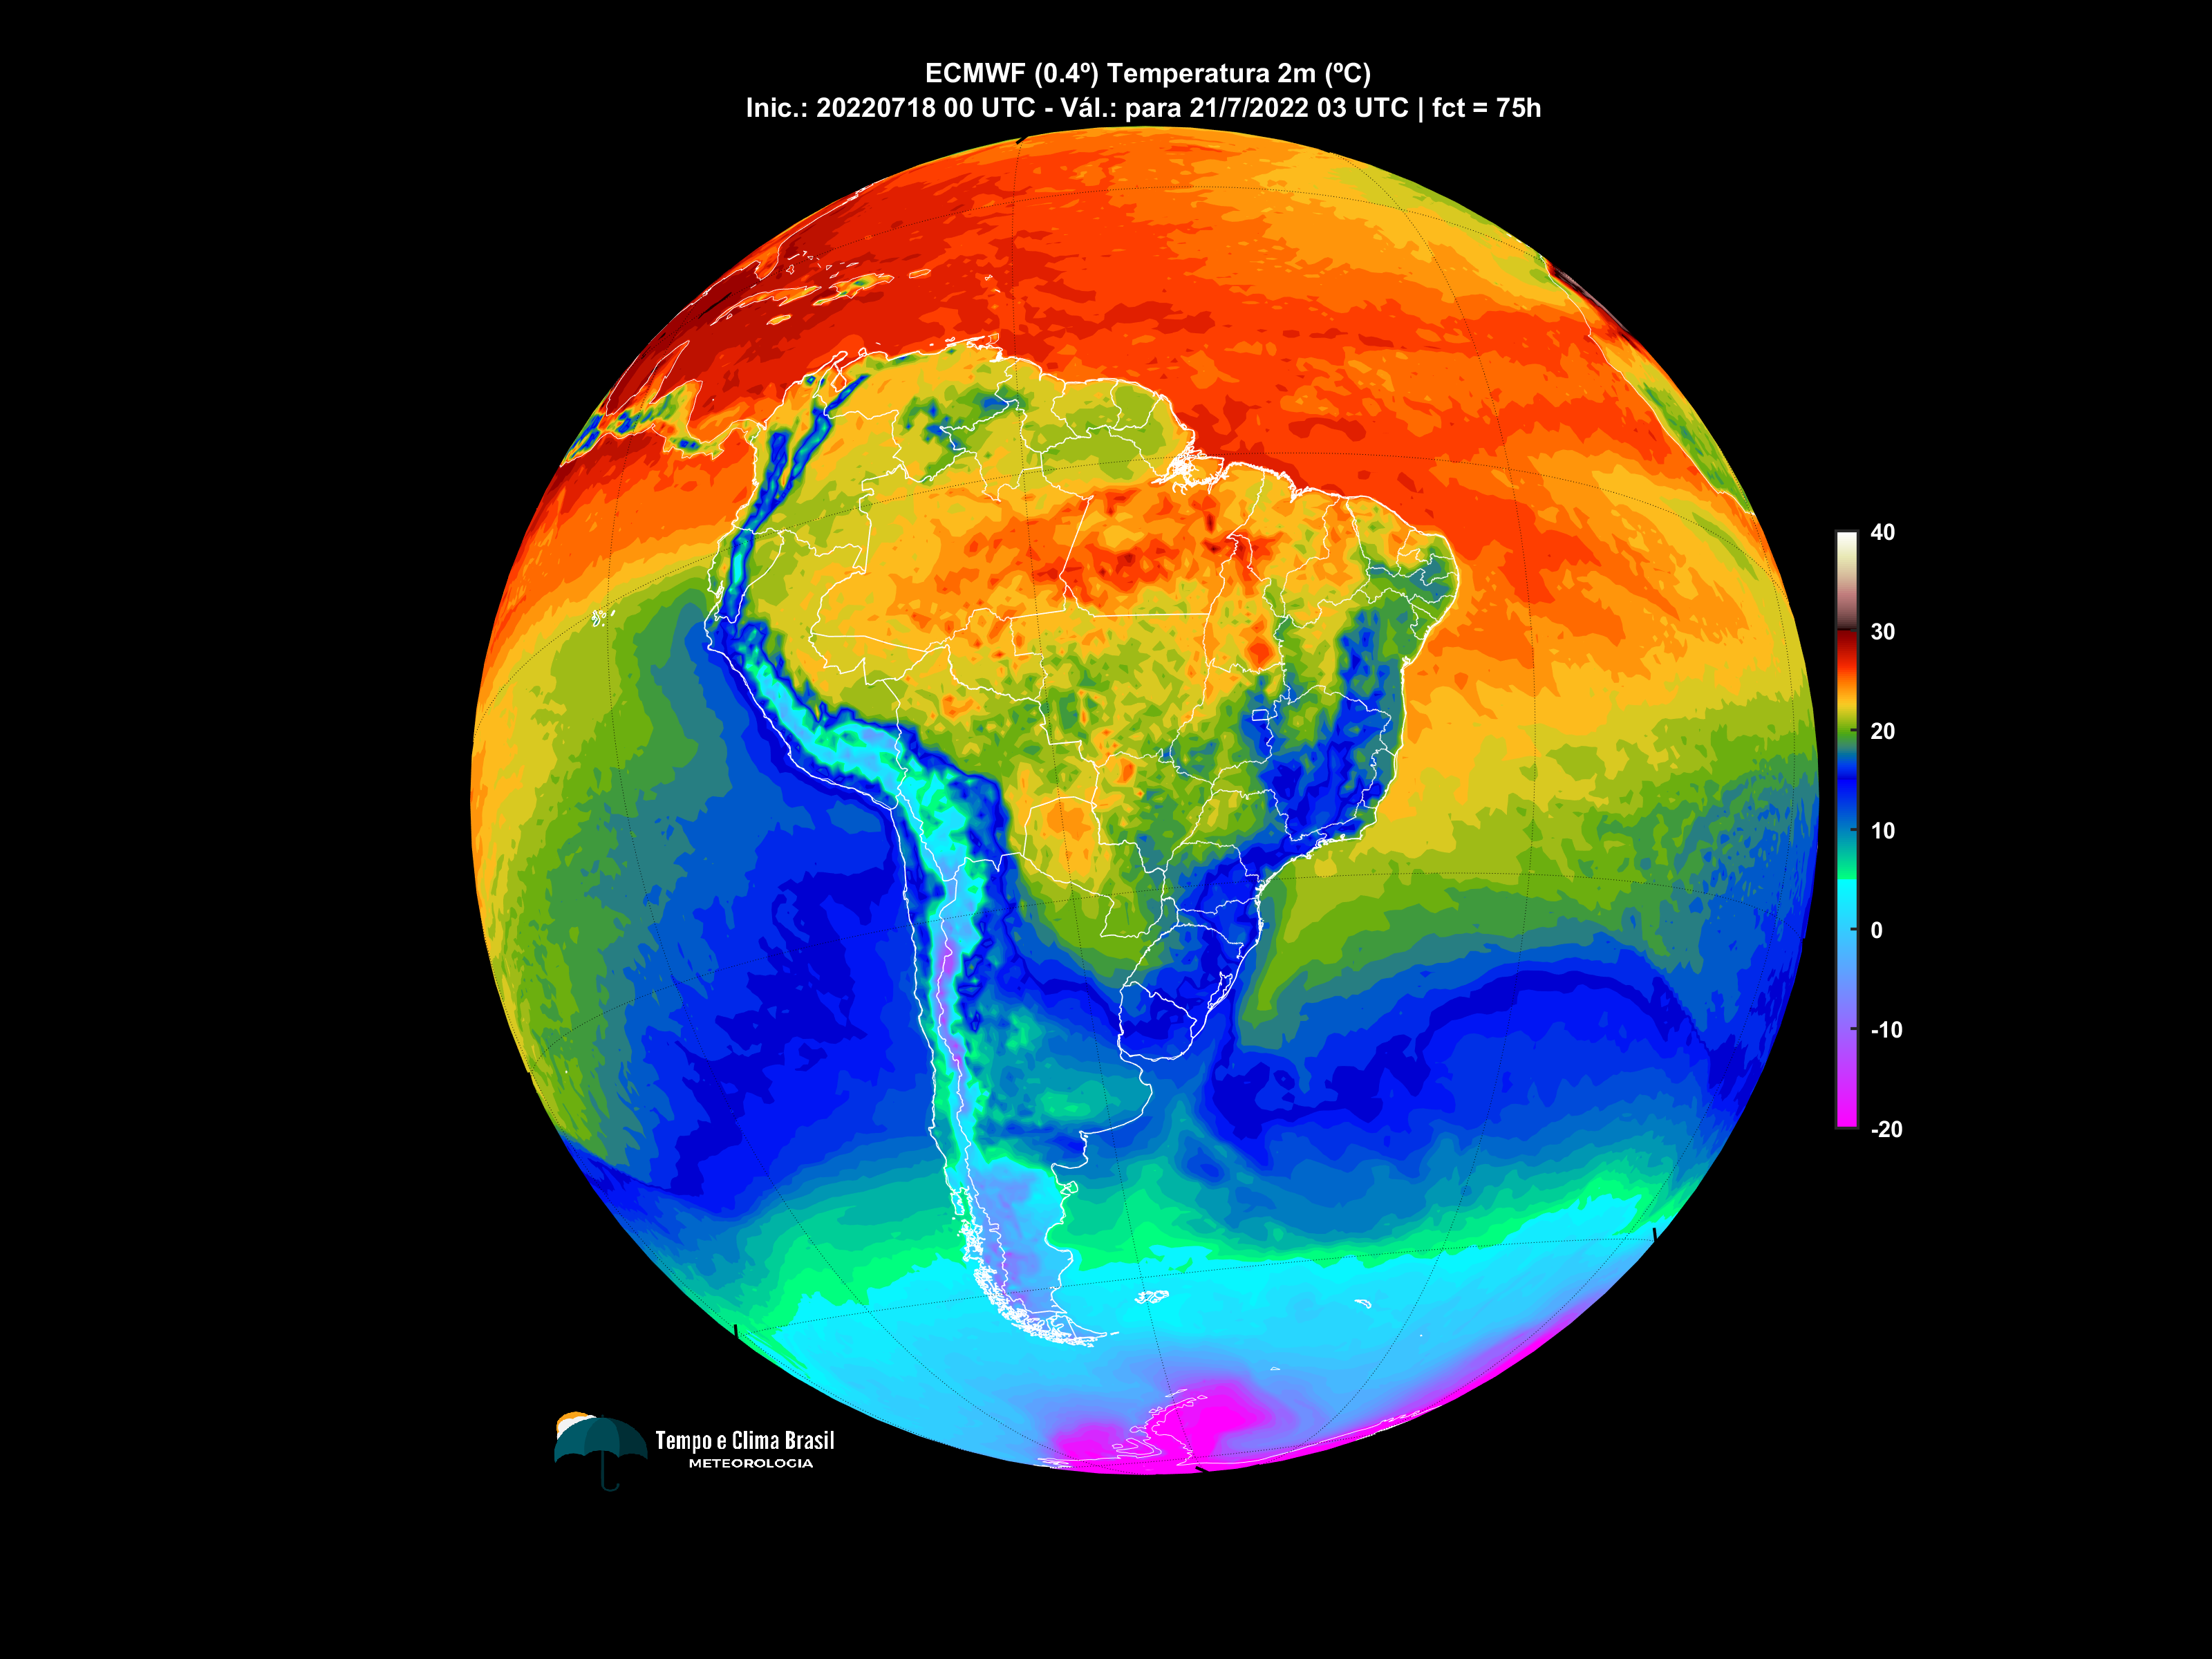 ECMWF (0.4º) Temperatura 2m (ºC)
Inic.: 20220718 00 UTC - Vál.: para 21/7/2022 03 UTC | fct = 75h
40
30
20
10
0
-10
-20
Tempo e Clima Brasil
METEOROLOGIA